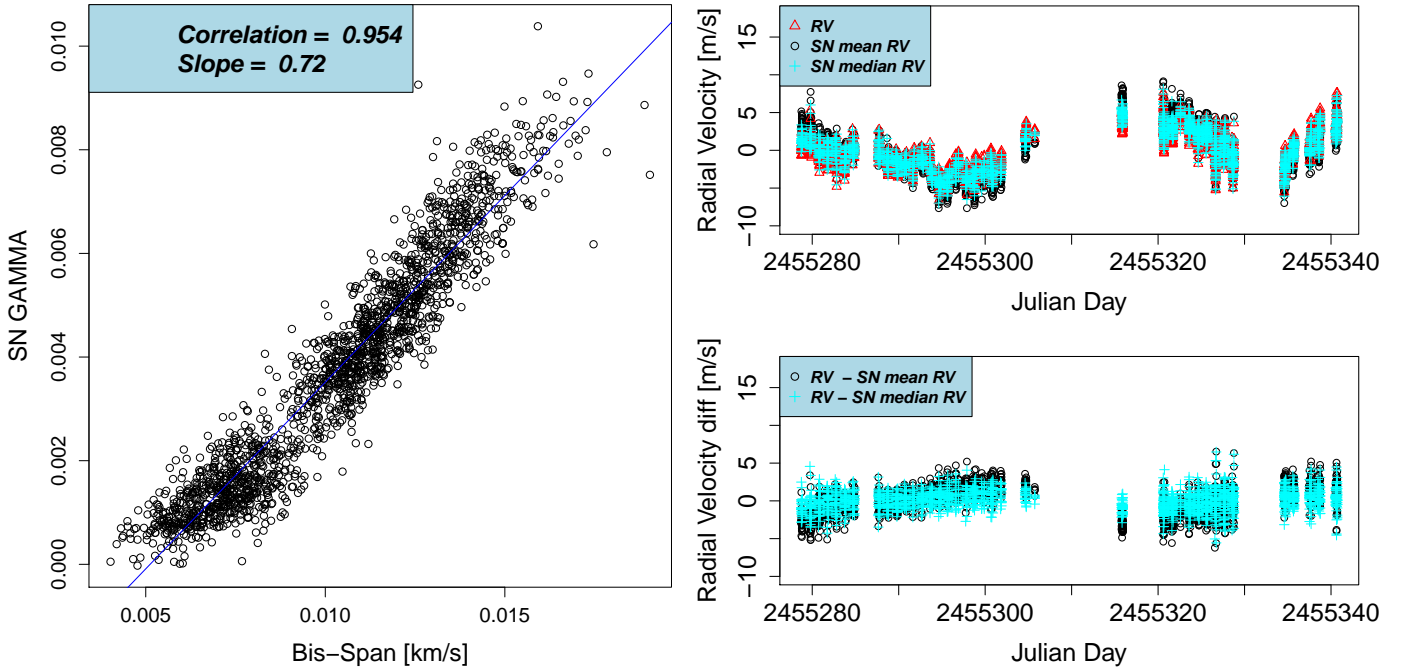 Correlation = 0.954
Slope = 0.72
SN GAMMA
0.010
0.008
0.006
0.004
0.002
0.000
0.005 0.010 0.015
Bis−Span [km/s]
RV
SN mean RV
SN median RV
Radial Velocity [m/s]
15
5
0
−10
2455280 2455300 2455320 2455340
Julian Day
RV − SN mean RV
RV − SN median RV
Radial Velocity diff [m/s]
15
5
0
−10
2455280 2455300 2455320 2455340
Julian Day